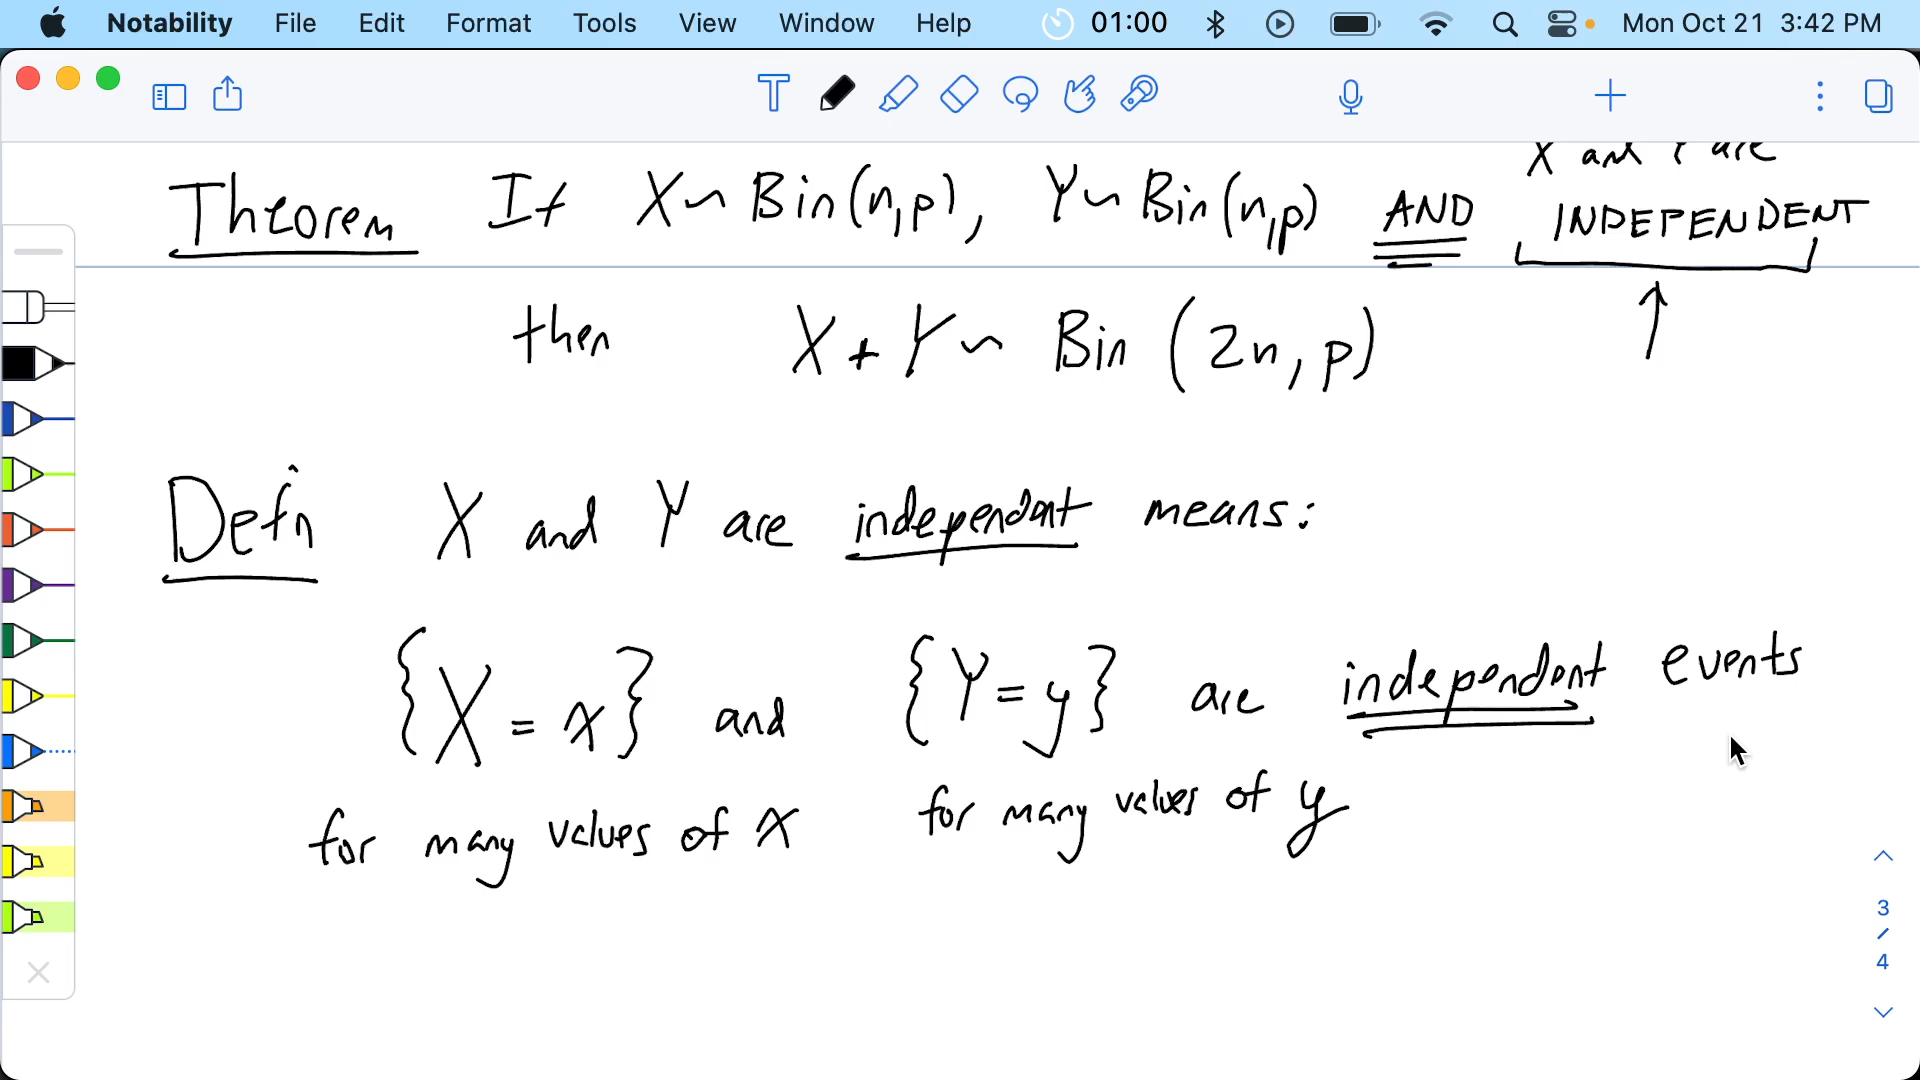 Notability File Edit Format Tools View Window Help 01:00 Mon Oct 21 3:42 PM
X and Y are
Theorem If X ~ Bin(n,p), Y ~ Bin(n,p) AND INDEPENDENT
then X + Y ~ Bin (2n, p)
Defn X and Y are independent means:
{X = x} and {Y = y} are independent events
for many values of x for many values of y
3
/
4